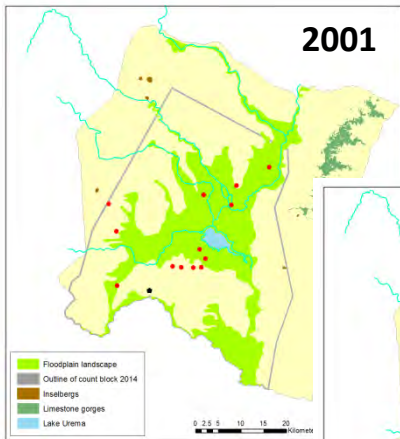 2001
Floodplain landscape
Outline of count block 2014
Inselbergs
Limestone gorges
Lake Urema
0 2.5 5 10 15 20